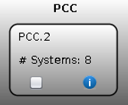 PCC
PCC.2
# Systems: 8
i